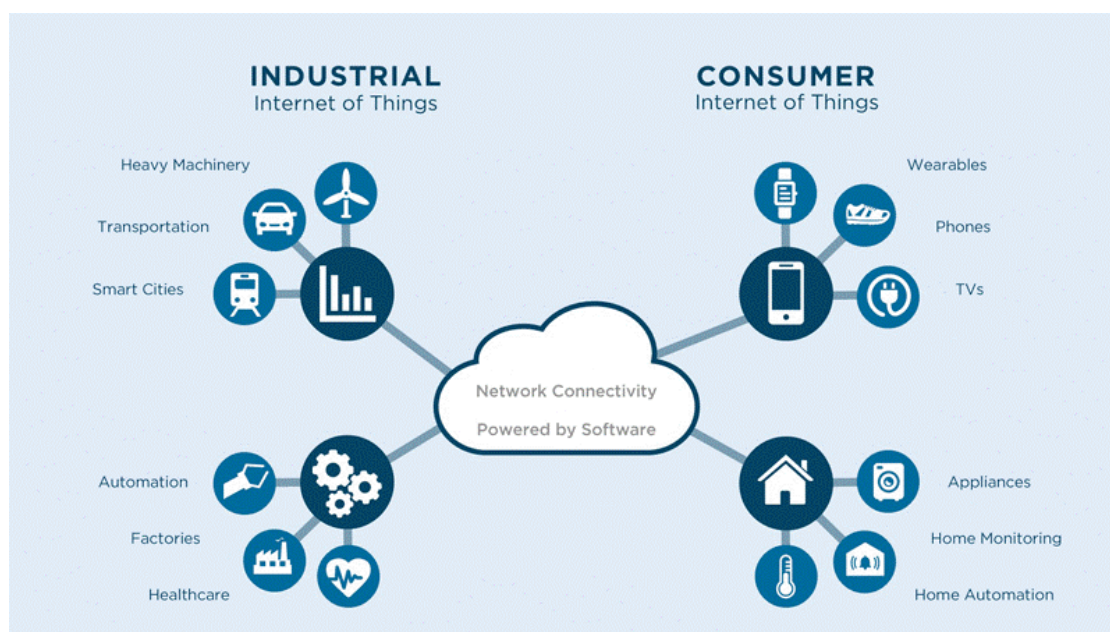 INDUSTRIAL
Internet of Things
CONSUMER
Internet of Things
Heavy Machinery
Transportation
Smart Cities
Wearables
Phones
TVs
Network Connectivity
Powered by Software
Automation
Factories
Healthcare
Appliances
Home Monitoring
Home Automation